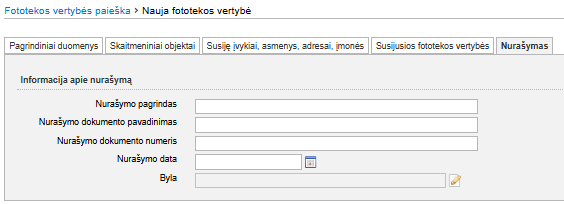 Fototekos vertybės paieška > Nauja fototekos vertybė
Pagrindiniai duomenys Skaitmeniniai objektai Susiję įvykiai, asmenys, adresai, įmonės Susijusios fototekos vertybės Nurašymas
Informacija apie nurašymą
Nurašymo pagrindas
Nurašymo dokumento pavadinimas
Nurašymo dokumento numeris
Nurašymo data
Byla